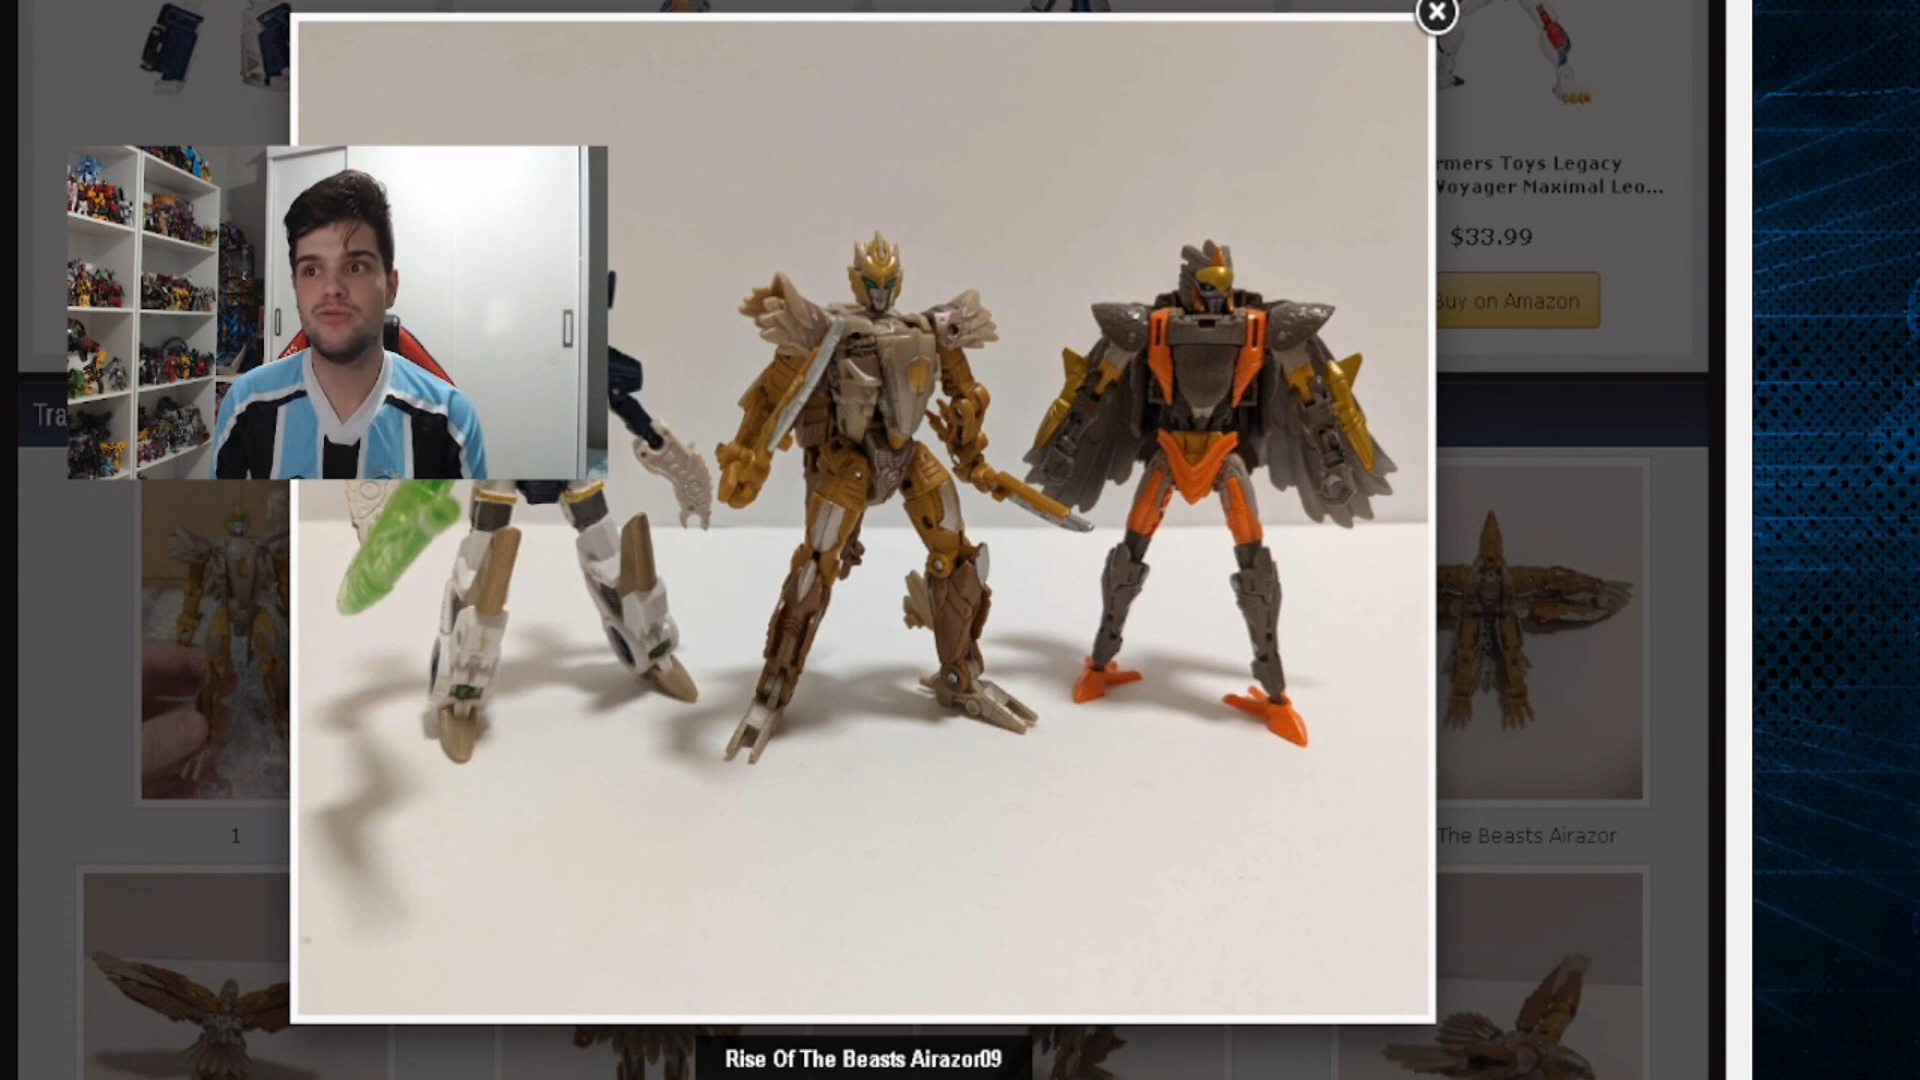 rmers Toys Legacy
Voyager Maximal Leo...
$33.99
Buy on Amazon
Tra
1
The Beasts Airazor
Rise Of The Beasts Airazor09